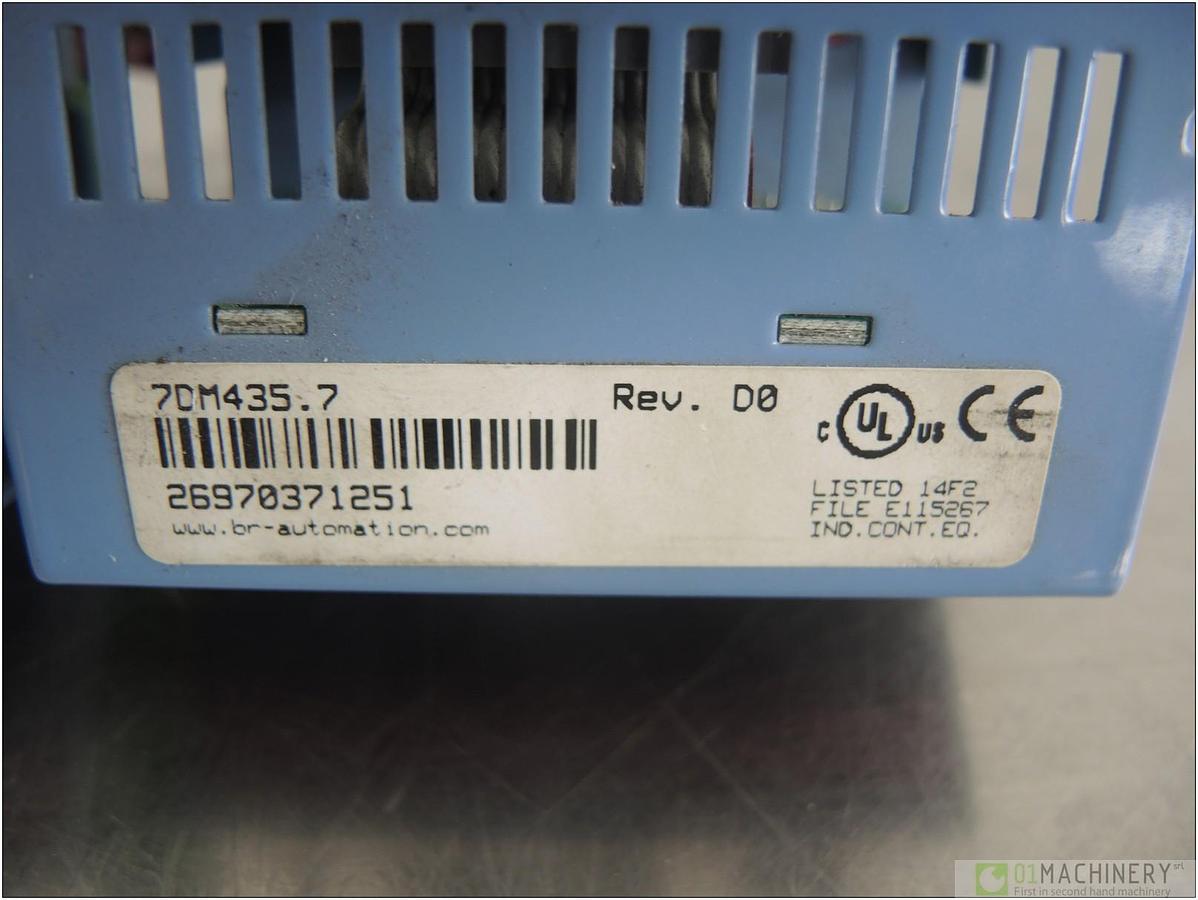 7DM435.7 Rev. D0
26970371251
www.br-automation.com
c UL us CE
LISTED 14F2
FILE E115267
IND.CONT.EQ.
01MACHINERY srl
First in second hand machinery